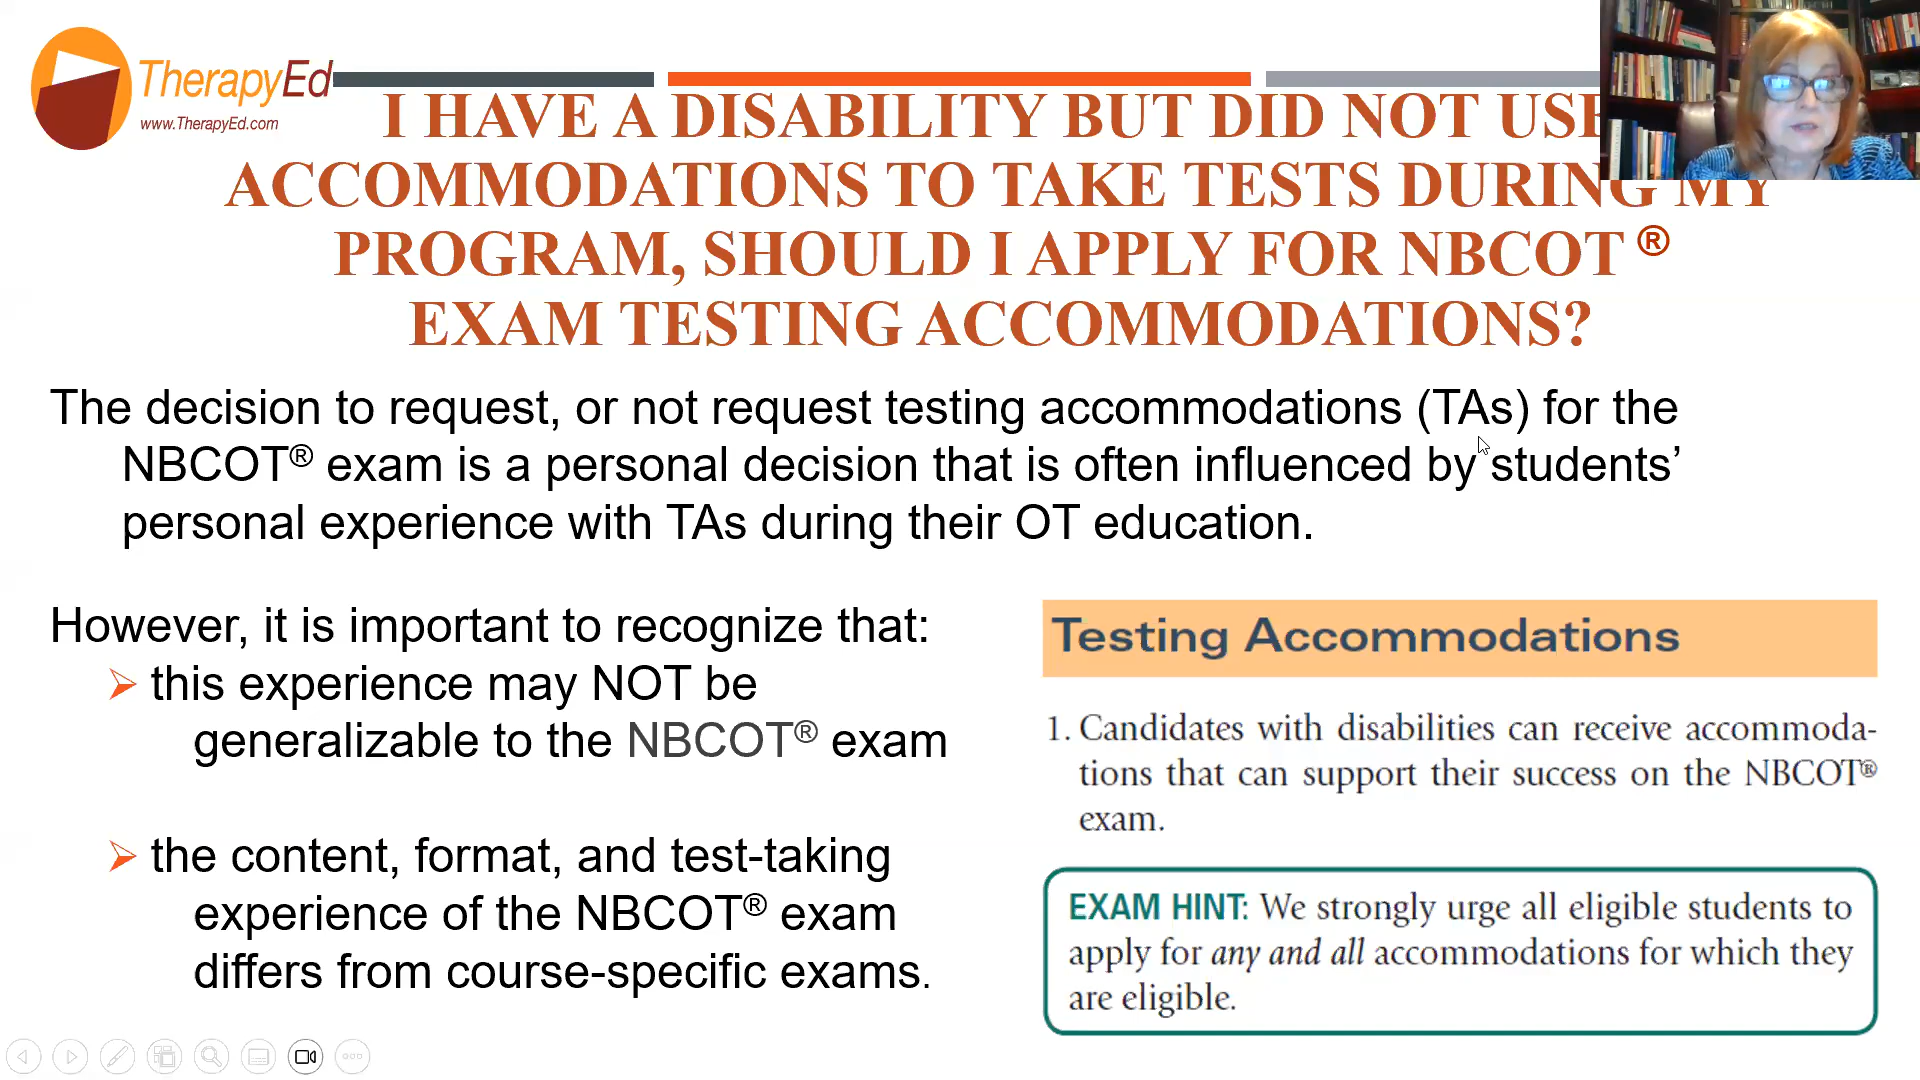 TherapyEd
www.TherapyEd.com
I HAVE A DISABILITY BUT DID NOT USE
ACCOMMODATIONS TO TAKE TESTS DURING MY
PROGRAM, SHOULD I APPLY FOR NBCOT ®
EXAM TESTING ACCOMMODATIONS?
The decision to request, or not request testing accommodations (TAs) for the
NBCOT® exam is a personal decision that is often influenced by students’
personal experience with TAs during their OT education.
However, it is important to recognize that:
this experience may NOT be
generalizable to the NBCOT® exam
the content, format, and test-taking
experience of the NBCOT® exam
differs from course-specific exams.
Testing Accommodations
1. Candidates with disabilities can receive accommoda-
tions that can support their success on the NBCOT®
exam.
EXAM HINT: We strongly urge all eligible students to
apply for any and all accommodations for which they
are eligible.